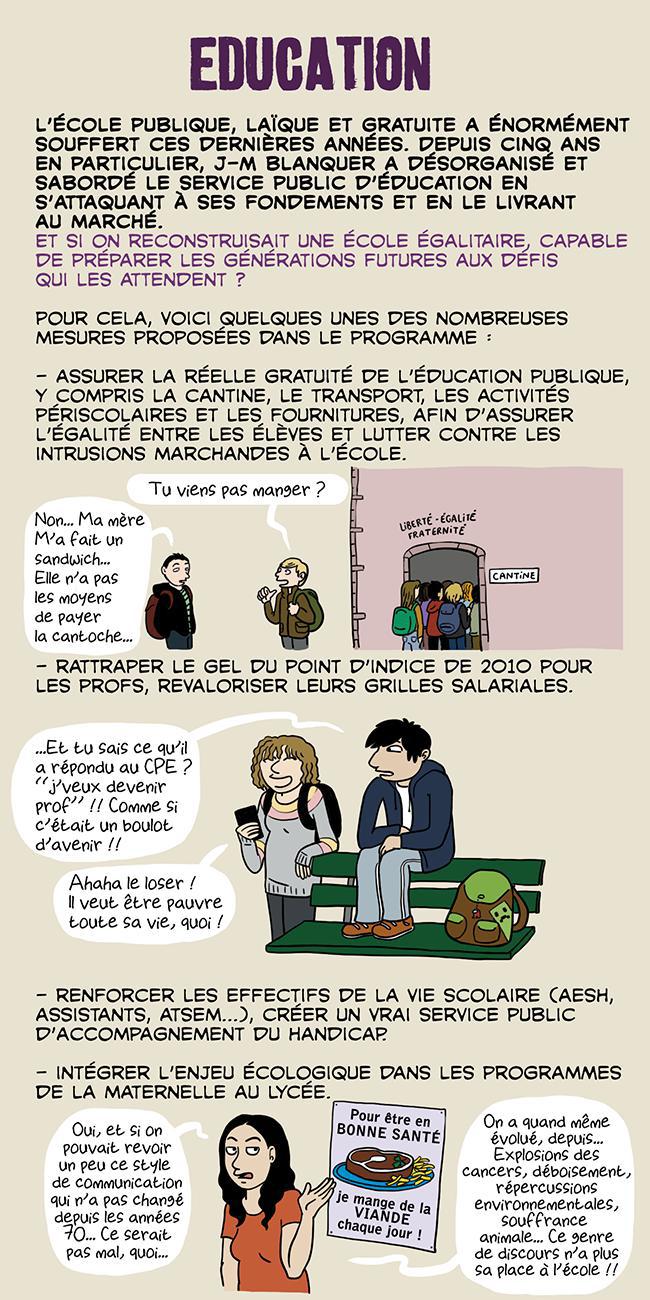 EDUCATION
L'ÉCOLE PUBLIQUE, LAÏQUE ET GRATUITE A ÉNORMÉMENT
SOUFFERT CES DERNIÈRES ANNÉES. DEPUIS CINQ ANS
EN PARTICULIER, J-M BLANQUER A DÉSORGANISÉ ET
SABORDÉ LE SERVICE PUBLIC D'ÉDUCATION EN
S'ATTAQUANT À SES FONDEMENTS ET EN LE LIVRANT
AU MARCHÉ.
ET SI ON RECONSTRUISAIT UNE ÉCOLE ÉGALITAIRE, CAPABLE
DE PRÉPARER LES GÉNÉRATIONS FUTURES AUX DÉFIS
QUI LES ATTENDENT ?
POUR CELA, VOICI QUELQUES UNES DES NOMBREUSES
MESURES PROPOSÉES DANS LE PROGRAMME :
- ASSURER LA RÉELLE GRATUITÉ DE L'ÉDUCATION PUBLIQUE,
Y COMPRIS LA CANTINE, LE TRANSPORT, LES ACTIVITÉS
PÉRISCOLAIRES ET LES FOURNITURES, AFIN D'ASSURER
L'ÉGALITÉ ENTRE LES ÉLÈVES ET LUTTER CONTRE LES
INTRUSIONS MARCHANDES À L'ÉCOLE.
Tu viens pas manger ?
Non... Ma mère
M'a fait un
sandwich...
Elle n'a pas
les moyens
de payer
la cantoche...
LIBERTÉ - ÉGALITÉ
FRATERNITÉ
CANTINE
- RATTRAPER LE GEL DU POINT D'INDICE DE 2010 POUR
LES PROFS, REVALORISER LEURS GRILLES SALARIALES.
...Et tu sais ce qu'il
a répondu au CPE ?
"j'veux devenir
prof" !! Comme si
c'était un boulot
d'avenir !!
Ahaha le loser !
Il veut être pauvre
toute sa vie, quoi !
- RENFORCER LES EFFECTIFS DE LA VIE SCOLAIRE (AESH,
ASSISTANTS, ATSEM...), CRÉER UN VRAI SERVICE PUBLIC
D'ACCOMPAGNEMENT DU HANDICAP.
- INTÉGRER L'ENJEU ÉCOLOGIQUE DANS LES PROGRAMMES
DE LA MATERNELLE AU LYCÉE.
Oui, et si on
pouvait revoir
un peu ce style
de communication
qui n'a pas changé
depuis les années
70... Ce serait
pas mal, quoi...
Pour être en
BONNE SANTÉ
je mange de la
VIANDE
chaque jour !
On a quand même
évolué, depuis...
Explosions des
cancers, déboisement,
répercussions
environnementales,
souffrance
animale... Ce genre
de discours n'a plus
sa place à l'école !!